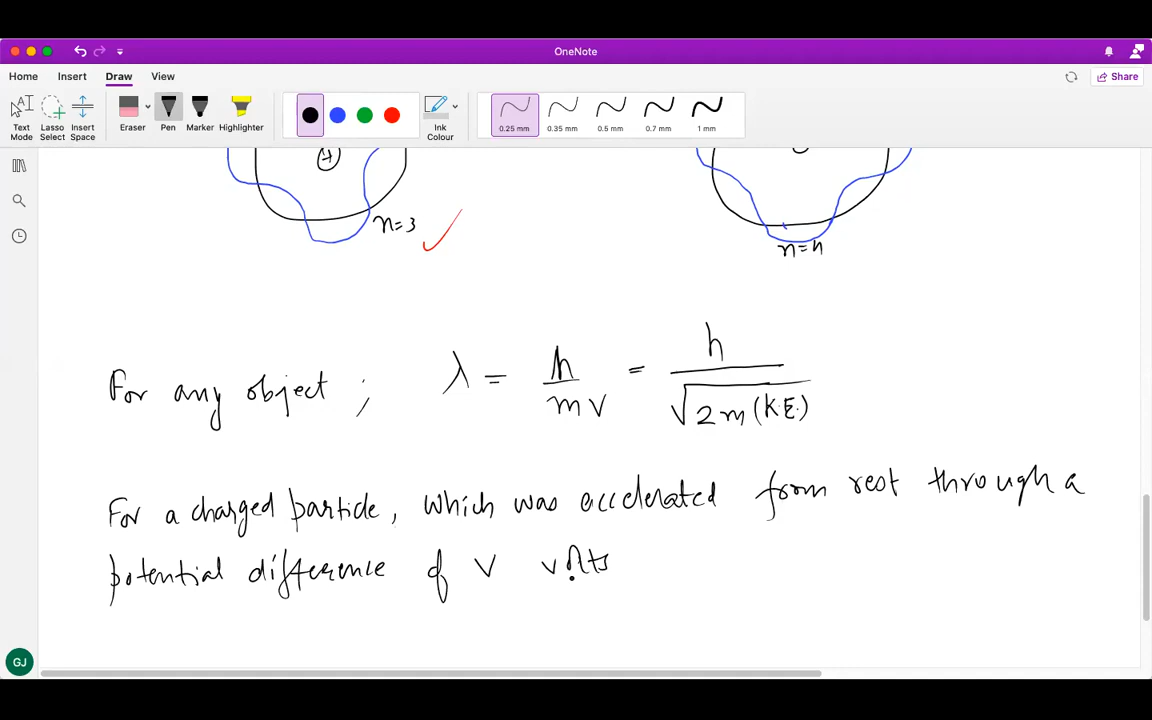 OneNote
Home Insert Draw View
Share
Text Mode
Lasso Select
Insert Space
Eraser
Pen
Marker
Highlighter
Ink Colour
0.25 mm
0.35 mm
0.5 mm
0.7 mm
1 mm
+
n=3
n=4
For any object ; λ = h/mv = h/√2m(K.E.)
For a charged particle, which was accelerated from rest through a
potential difference of V volts
GJ